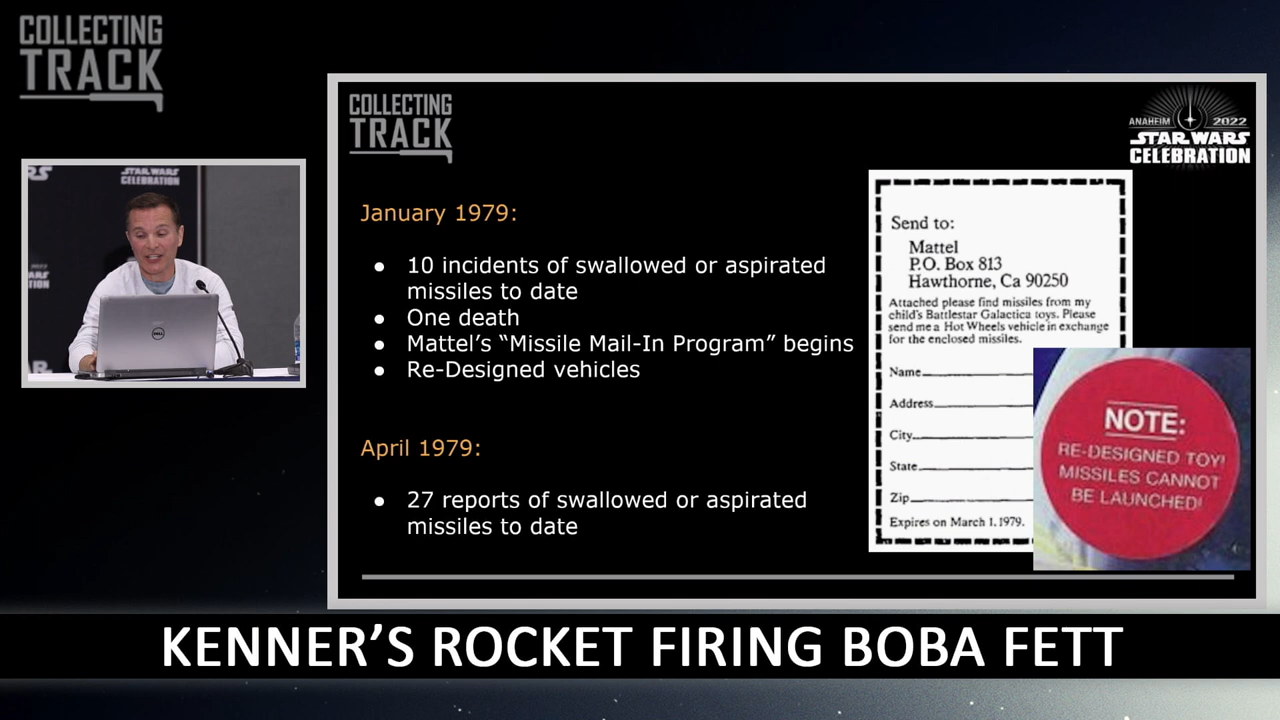 COLLECTING
TRACK
COLLECTING
TRACK
ANAHEIM 2022
STAR WARS
CELEBRATION
STAR WARS
CELEBRATION
DELL
January 1979:
● 10 incidents of swallowed or aspirated
missiles to date
● One death
● Mattel's “Missile Mail-In Program” begins
● Re-Designed vehicles
April 1979:
● 27 reports of swallowed or aspirated
missiles to date
Send to:
Mattel
P.O. Box 813
Hawthorne, Ca 90250
Attached please find missiles from my
child's Battlestar Galactica toys. Please
send me a Hot Wheels vehicle in exchange
for the enclosed missiles.
Name
Address
City
State
Zip
Expires on March 1, 1979.
NOTE:
RE-DESIGNED TOY!
MISSILES CANNOT
BE LAUNCHED!
KENNER'S ROCKET FIRING BOBA FETT